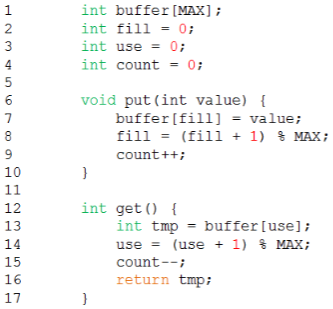 1 int buffer[MAX];
2 int fill = 0;
3 int use = 0;
4 int count = 0;
5
6 void put(int value) {
7 buffer[fill] = value;
8 fill = (fill + 1) % MAX;
9 count++;
10 }
11
12 int get() {
13 int tmp = buffer[use];
14 use = (use + 1) % MAX;
15 count--;
16 return tmp;
17 }